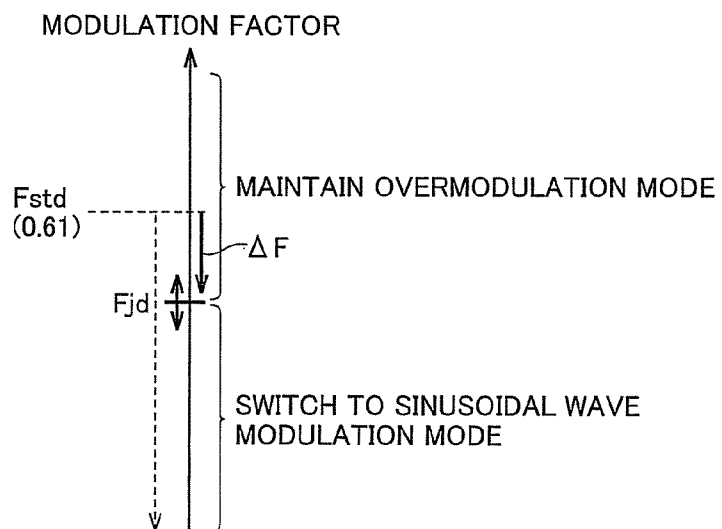 MODULATION FACTOR
MAINTAIN OVERMODULATION MODE
Fstd
(0.61)
ΔF
Fjd
SWITCH TO SINUSOIDAL WAVE
MODULATION MODE